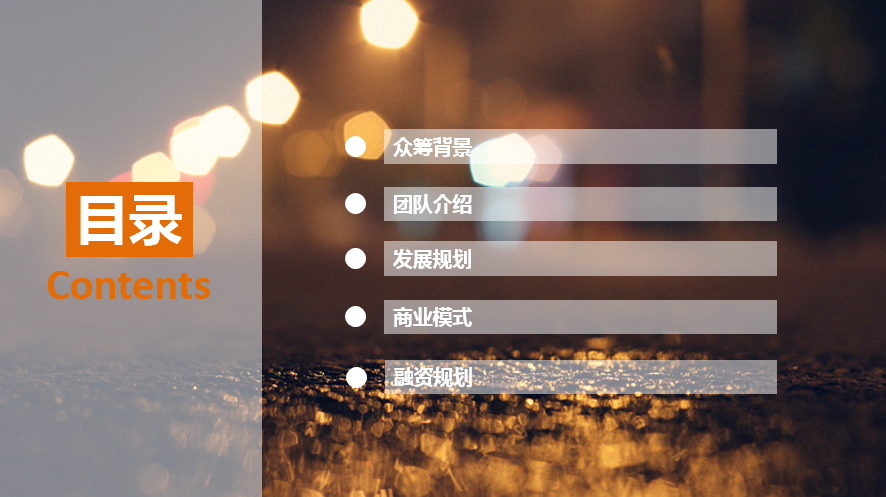 目录
Contents
众筹背景
团队介绍
发展规划
商业模式
融资规划